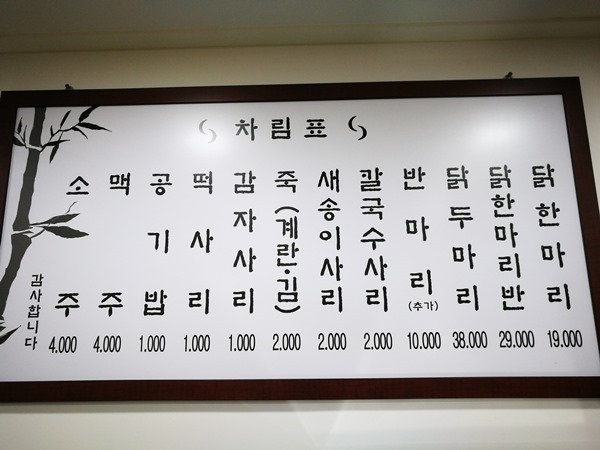 차림표
닭한마리
19.000
닭한마리반
29.000
닭두마리
38.000
반마리
(추가)
10.000
칼국수사리
2.000
새송이사리
2.000
죽(계란·김)
2.000
감자사리
1.000
떡사리
1.000
공기밥
1.000
맥주
4.000
소주
4.000
감사합니다